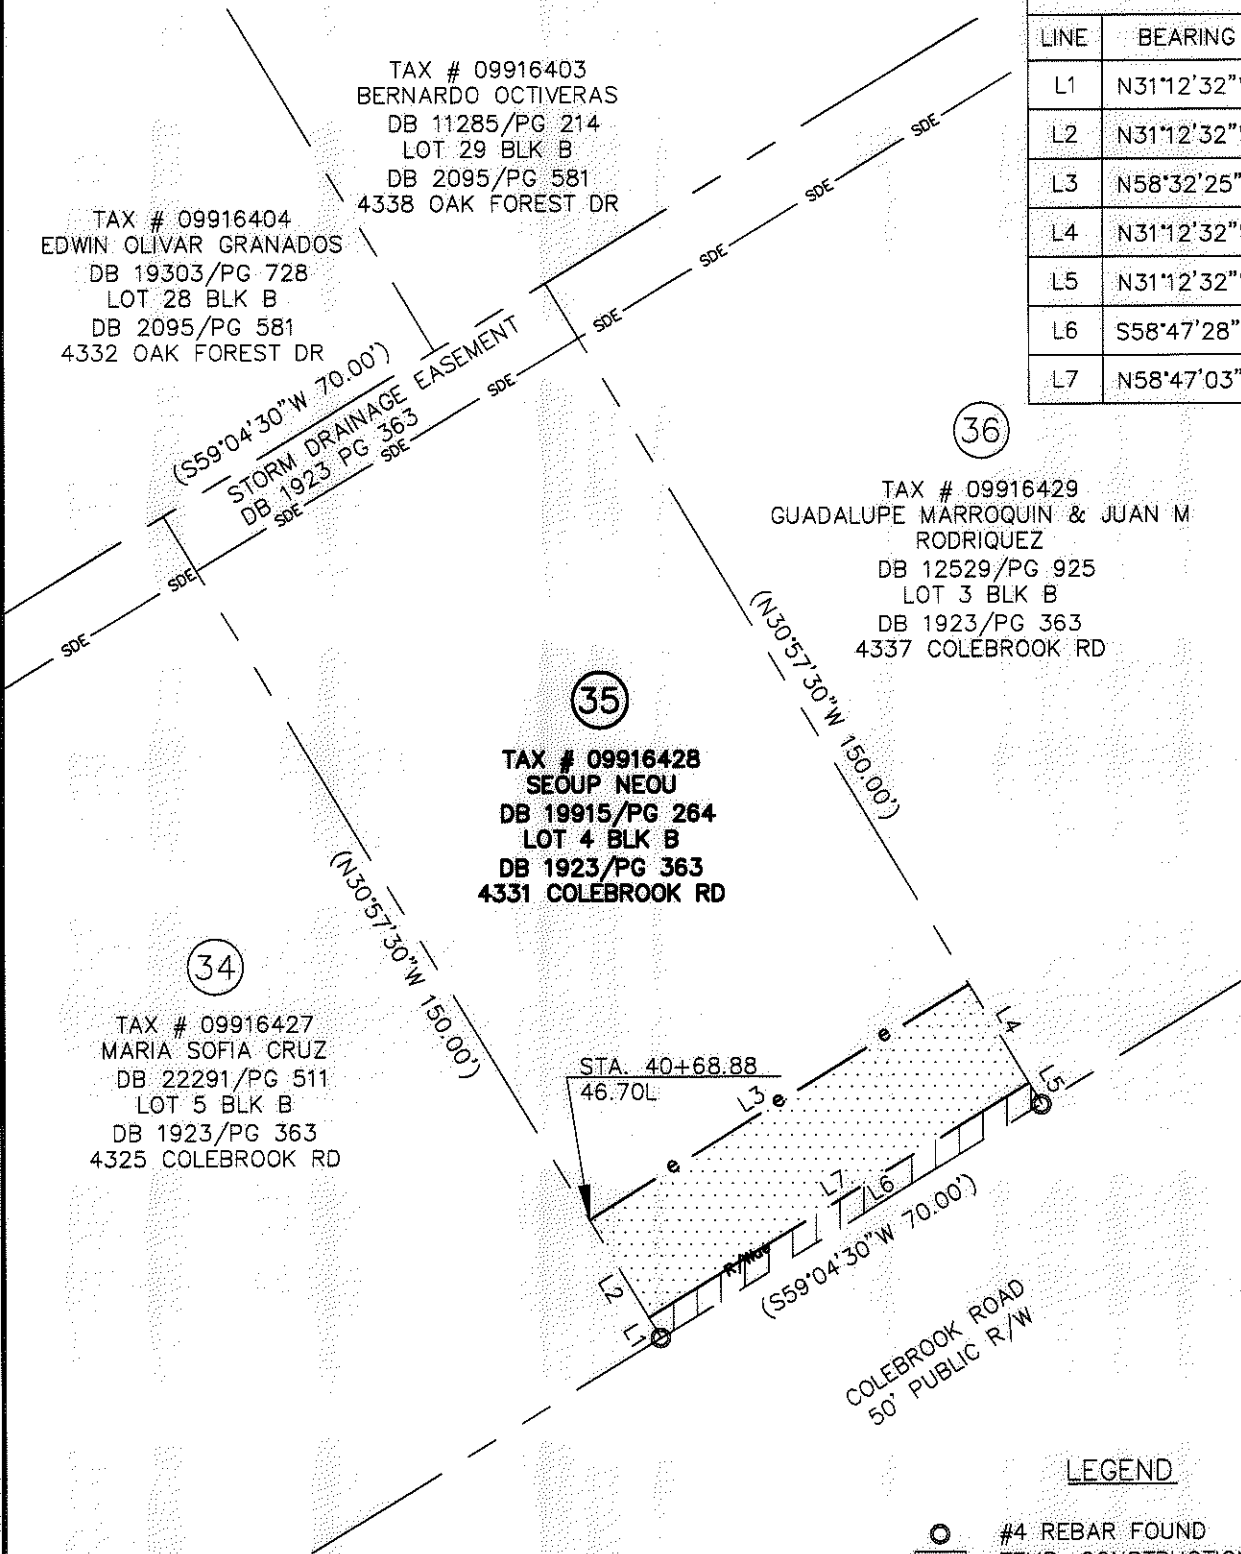 LINE BEARING
L1 N31°12'32"
L2 N31°12'32"
L3 N58°32'25"
L4 N31°12'32"
L5 N31°12'32"
L6 S58°47'28"
L7 N58°47'03"
TAX # 09916403
BERNARDO OCTIVERAS
DB 11285/PG 214
LOT 29 BLK B
DB 2095/PG 581
4338 OAK FOREST DR
TAX # 09916404
EDWIN OLIVAR GRANADOS
DB 19303/PG 728
LOT 28 BLK B
DB 2095/PG 581
4332 OAK FOREST DR
SDE
SDE
SDE
SDE
SDE
SDE
SDE
SDE
SDE
(S59°04'30"W 70.00')
STORM DRAINAGE EASEMENT
DB 1923 PG 363
36
TAX # 09916429
GUADALUPE MARROQUIN & JUAN M
RODRIQUEZ
DB 12529/PG 925
LOT 3 BLK B
DB 1923/PG 363
4337 COLEBROOK RD
(N30°57'30"W 150.00')
35
TAX # 09916428
SEOUP NEOU
DB 19915/PG 264
LOT 4 BLK B
DB 1923/PG 363
4331 COLEBROOK RD
(N30°57'30"W 150.00')
34
TAX # 09916427
MARIA SOFIA CRUZ
DB 22291/PG 511
LOT 5 BLK B
DB 1923/PG 363
4325 COLEBROOK RD
STA. 40+68.88
46.70L
L3
e
e
e
L4
L5
L7
L6
L2
L1
(S59°04'30"W 70.00')
COLEBROOK ROAD
50' PUBLIC R/W
LEGEND
#4 REBAR FOUND